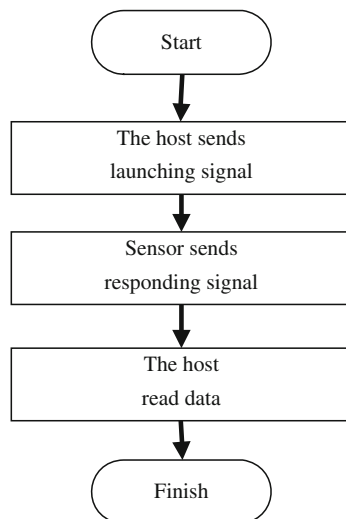 Start
The host sends
launching signal
Sensor sends
responding signal
The host
read data
Finish